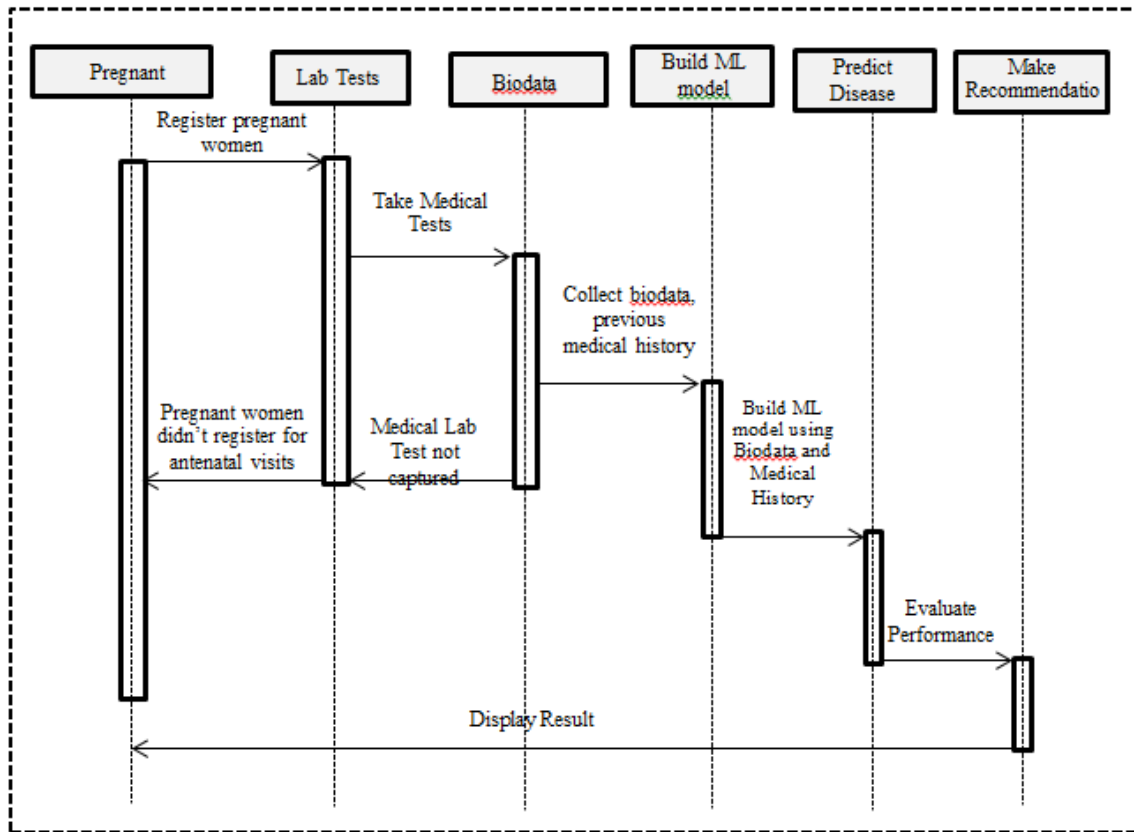 Pregnant
Lab Tests
Biodata
Build ML
model
Predict
Disease
Make
Recommendatio
Register pregnant
women
Take Medical
Tests
Collect biodata,
previous
medical history
Pregnant women
didn’t register for
antenatal visits
Medical Lab
Test not
captured
Build ML
model using
Biodata and
Medical
History
Evaluate
Performance
Display Result